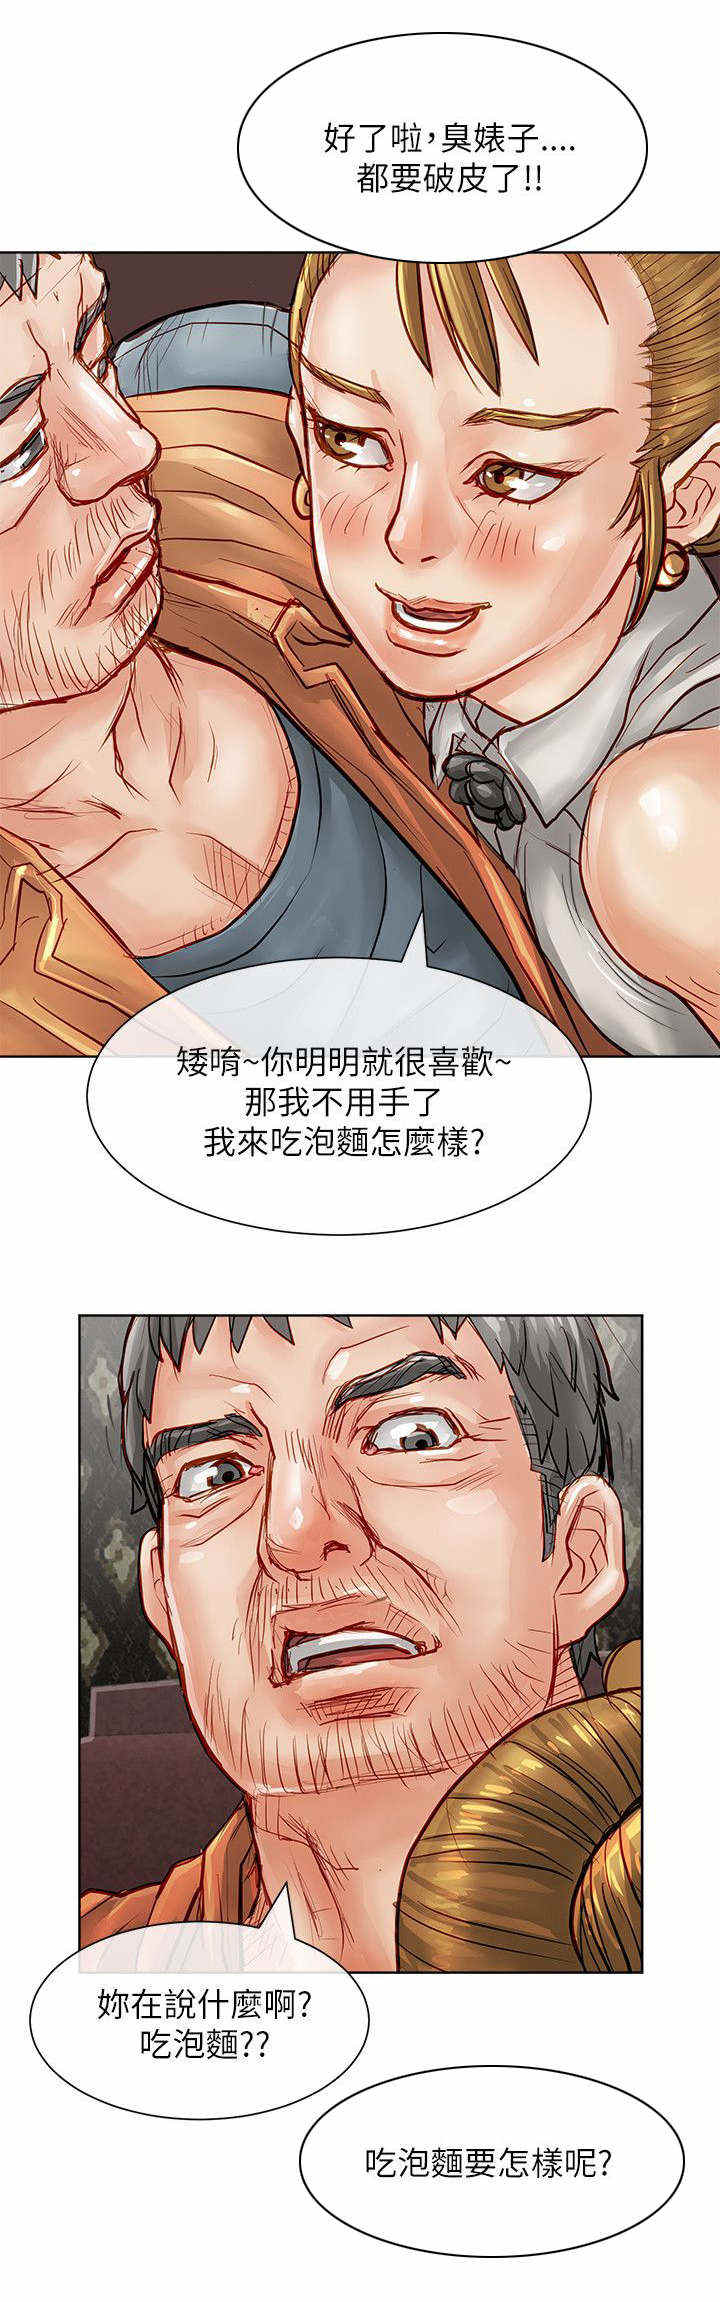 好了啦,臭婊子....
都要破皮了!!
矮唷~你明明就很喜歡~
那我不用手了
我來吃泡麵怎麼樣?
妳在說什麼啊?
吃泡麵??
吃泡麵要怎樣呢?